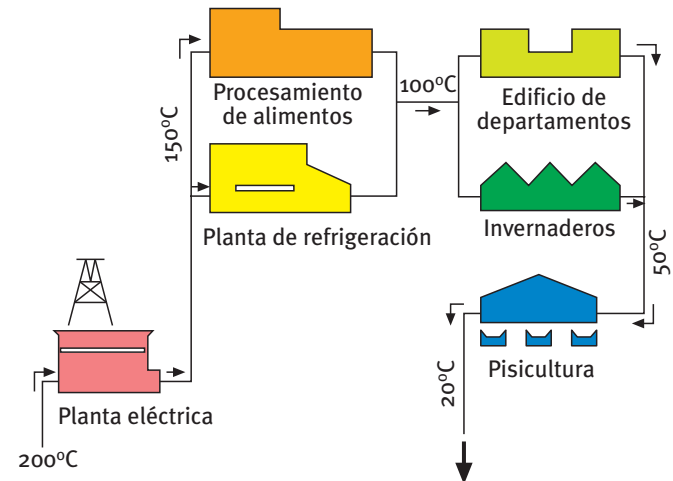 Procesamiento
de alimentos
100ºC
Edificio de
departamentos
150ºC
Planta de refrigeración
Invernaderos
50ºC
Pisicultura
20ºC
Planta eléctrica
200ºC